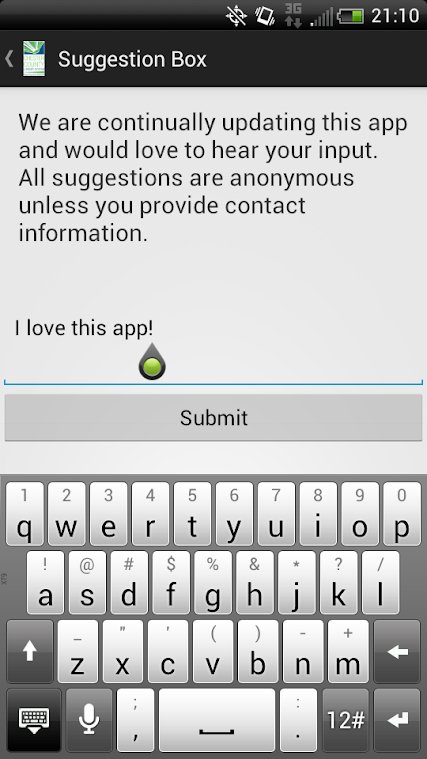 3G
21:10
Suggestion Box
We are continually updating this app
and would love to hear your input.
All suggestions are anonymous
unless you provide contact
information.
I love this app!
Submit
1 2 3 4 5 6 7 8 9 0
q w e r t y u i o p
! @ # $ % & * ? /
a s d f g h j k l
XT9
_ " ' ( ) - +
z x c v b n m
; :
, . 12#